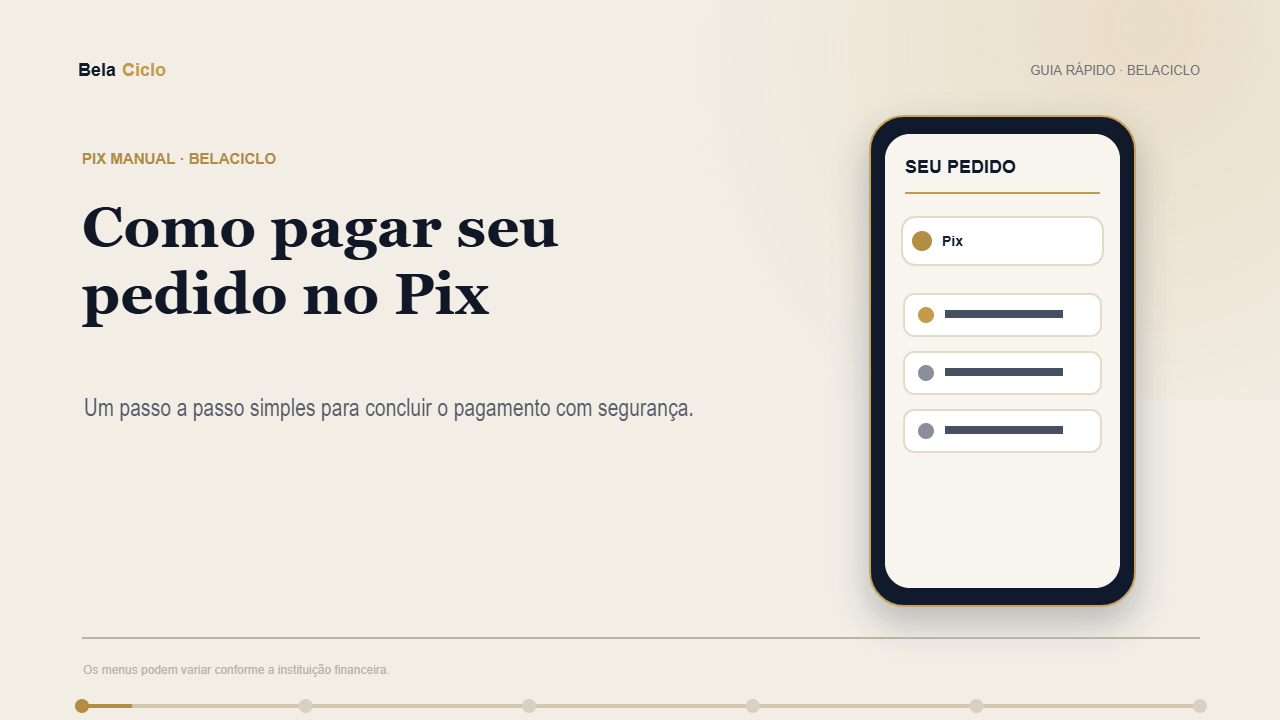 Bela Ciclo
GUIA RÁPIDO · BELACICLO
PIX MANUAL · BELACICLO
Como pagar seu
pedido no Pix
Um passo a passo simples para concluir o pagamento com segurança.
SEU PEDIDO
Pix
Os menus podem variar conforme a instituição financeira.